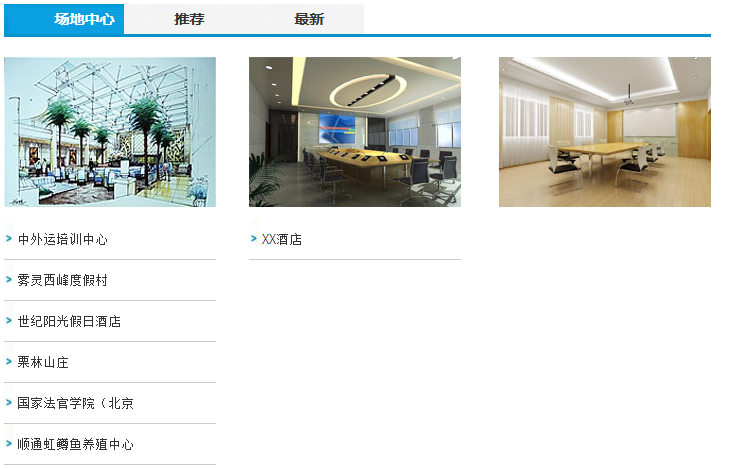 场地中心 推荐 最新
中外运培训中心
XX酒店
雾灵西峰度假村
世纪阳光假日酒店
栗林山庄
国家法官学院（北京
顺通虹鳟鱼养殖中心